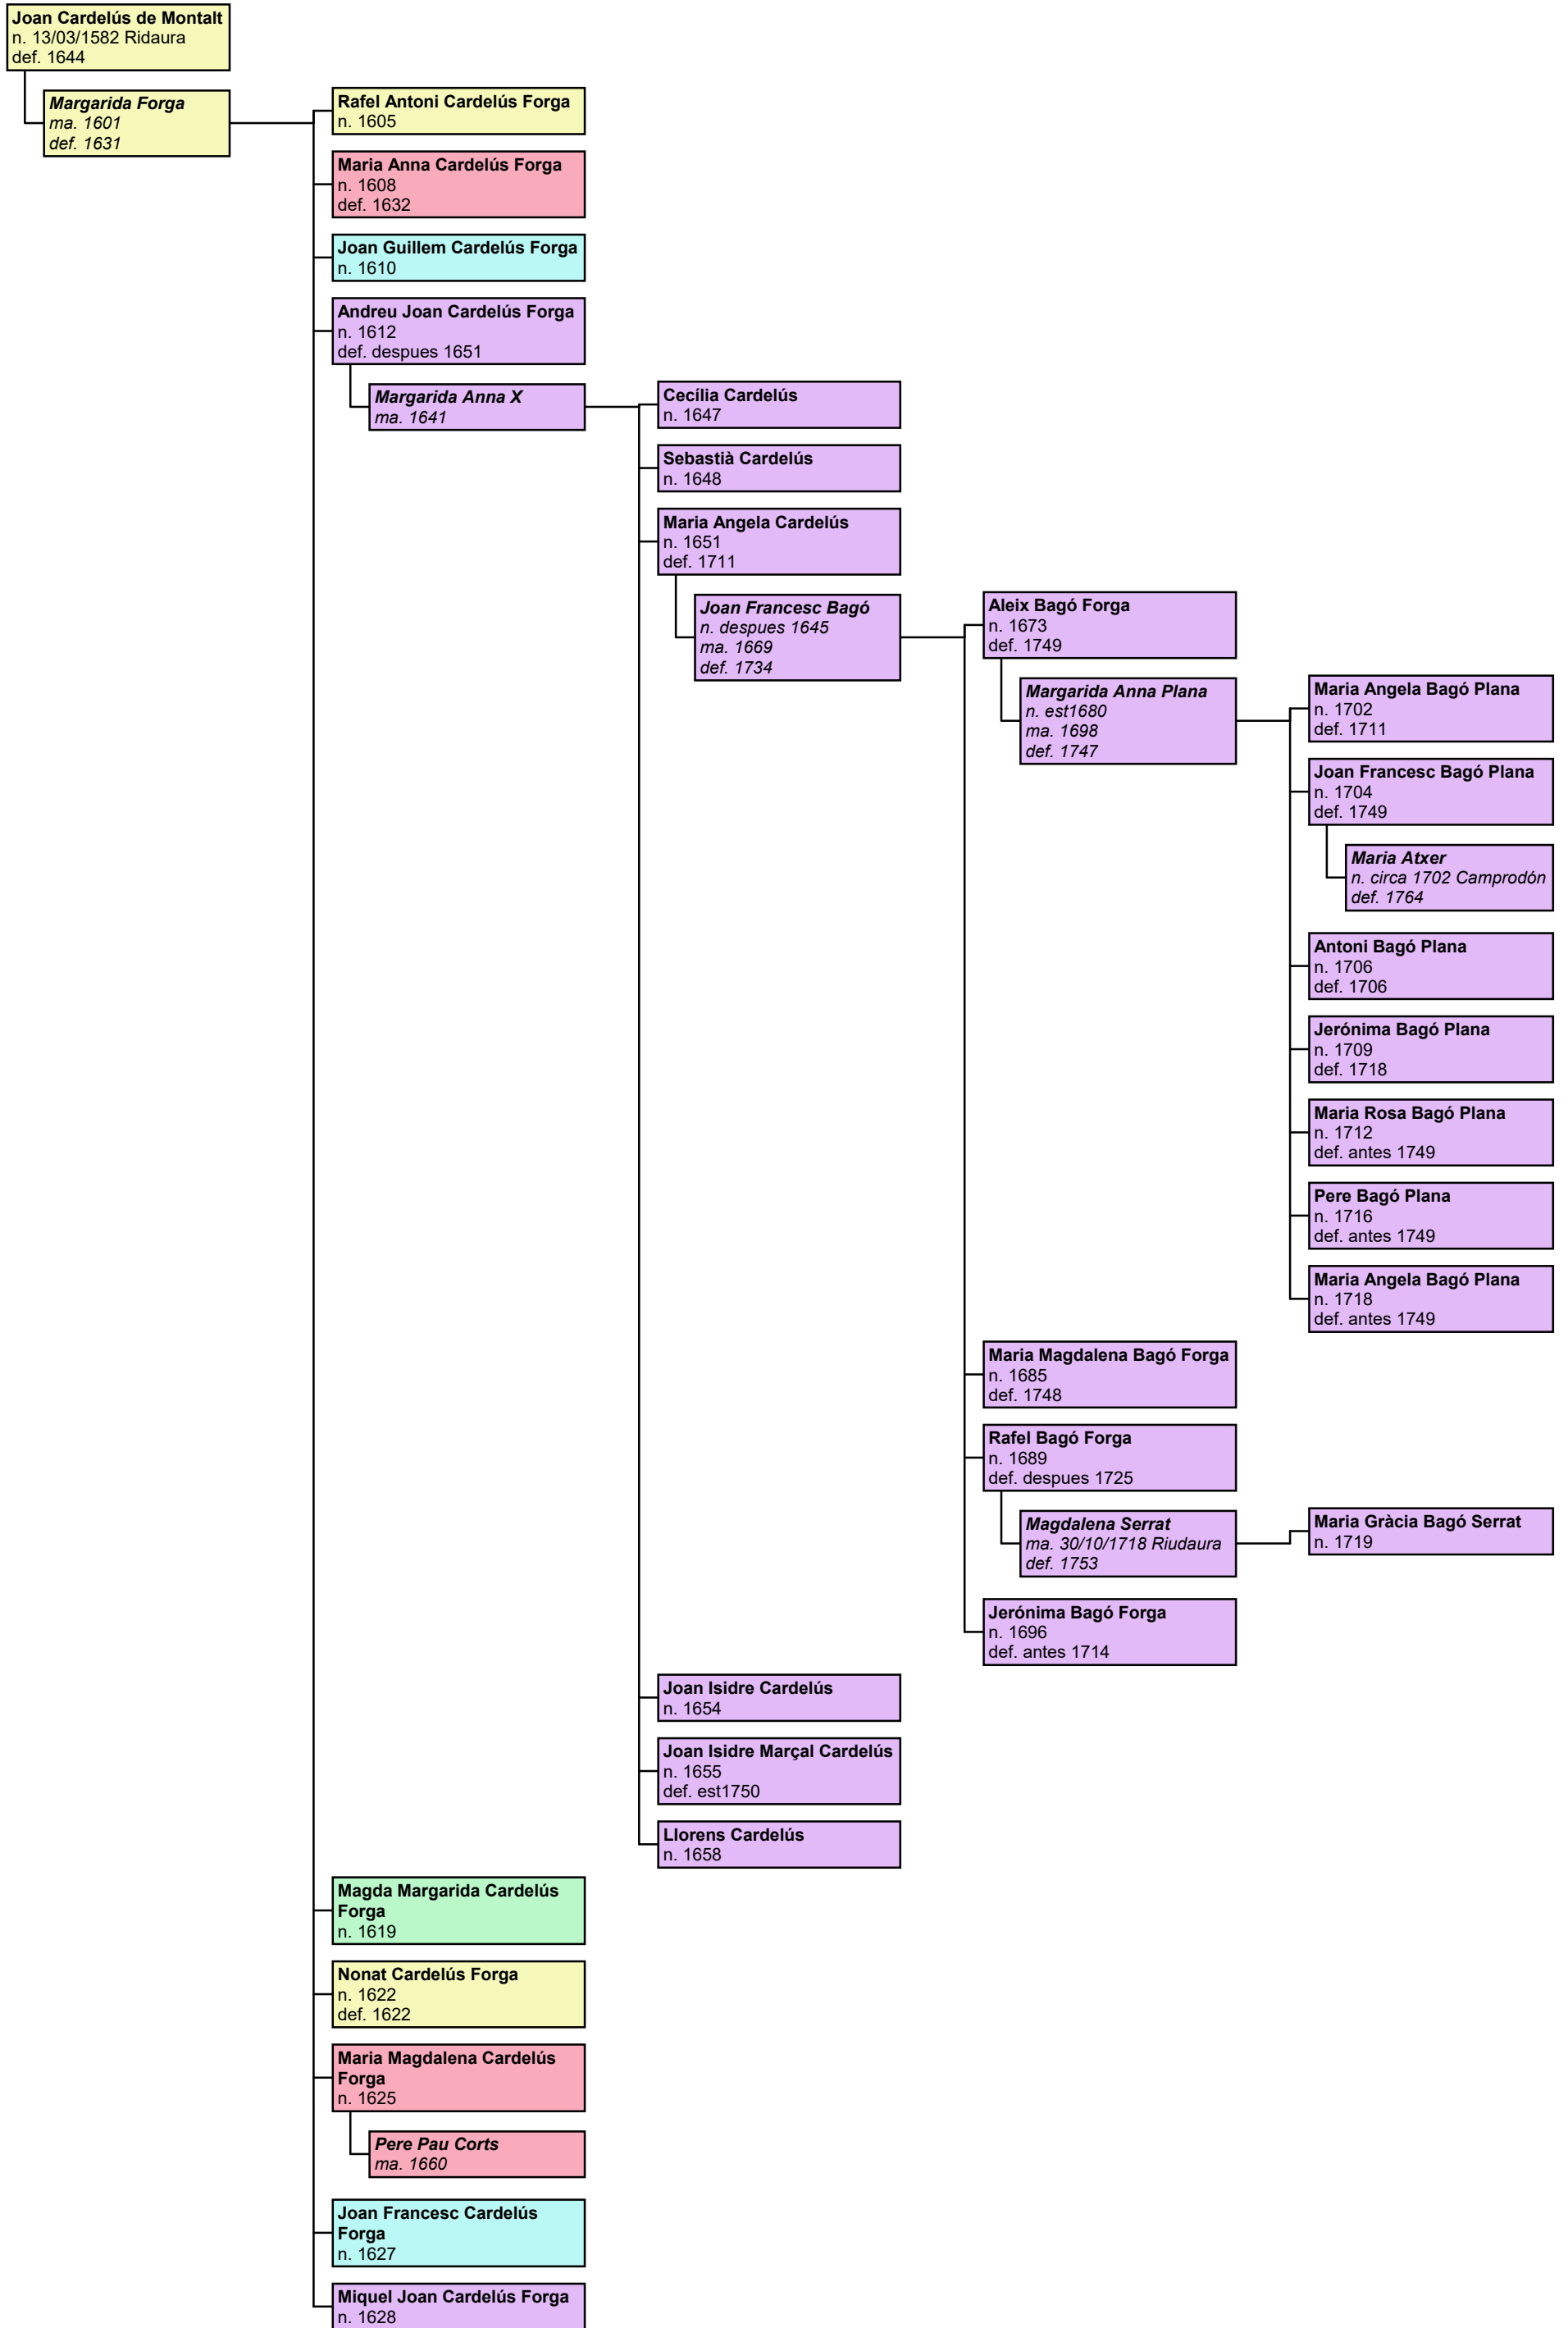 Joan Cardelús de Montalt
n. 13/03/1582 Ridaura
def. 1644
Margarida Forga
ma. 1601
def. 1631
Rafel Antoni Cardelús Forga
n. 1605
Maria Anna Cardelús Forga
n. 1608
def. 1632
Joan Guillem Cardelús Forga
n. 1610
Andreu Joan Cardelús Forga
n. 1612
def. despues 1651
Margarida Anna X
ma. 1641
Cecília Cardelús
n. 1647
Sebastià Cardelús
n. 1648
Maria Angela Cardelús
n. 1651
def. 1711
Joan Francesc Bagó
n. despues 1645
ma. 1669
def. 1734
Aleix Bagó Forga
n. 1673
def. 1749
Margarida Anna Plana
n. est1680
ma. 1698
def. 1747
Maria Angela Bagó Plana
n. 1702
def. 1711
Joan Francesc Bagó Plana
n. 1704
def. 1749
Maria Atxer
n. circa 1702 Camprodón
def. 1764
Antoni Bagó Plana
n. 1706
def. 1706
Jerónima Bagó Plana
n. 1709
def. 1718
Maria Rosa Bagó Plana
n. 1712
def. antes 1749
Pere Bagó Plana
n. 1716
def. antes 1749
Maria Angela Bagó Plana
n. 1718
def. antes 1749
Maria Magdalena Bagó Forga
n. 1685
def. 1748
Rafel Bagó Forga
n. 1689
def. despues 1725
Magdalena Serrat
ma. 30/10/1718 Riudaura
def. 1753
Maria Gràcia Bagó Serrat
n. 1719
Jerónima Bagó Forga
n. 1696
def. antes 1714
Joan Isidre Cardelús
n. 1654
Joan Isidre Marçal Cardelús
n. 1655
def. est1750
Llorens Cardelús
n. 1658
Magda Margarida Cardelús
Forga
n. 1619
Nonat Cardelús Forga
n. 1622
def. 1622
Maria Magdalena Cardelús
Forga
n. 1625
Pere Pau Corts
ma. 1660
Joan Francesc Cardelús
Forga
n. 1627
Miquel Joan Cardelús Forga
n. 1628